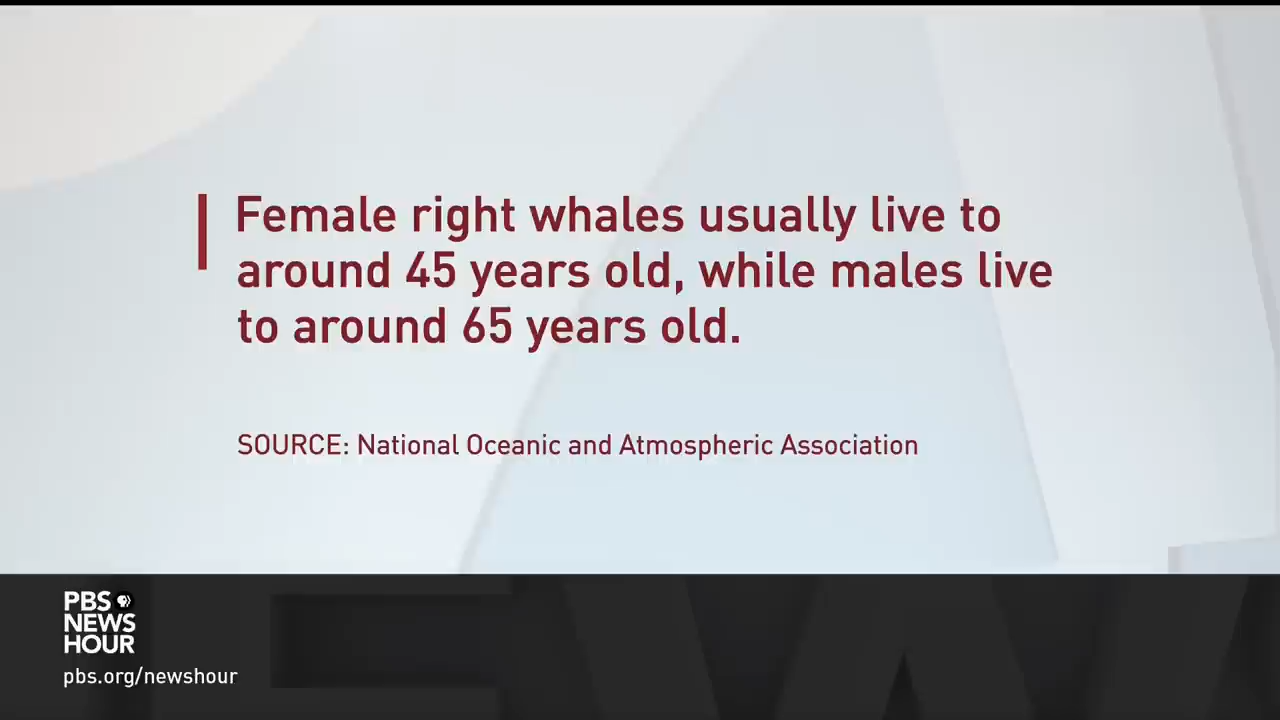 Female right whales usually live to
around 45 years old, while males live
to around 65 years old.
SOURCE: National Oceanic and Atmospheric Association
PBS
NEWS
HOUR
pbs.org/newshour